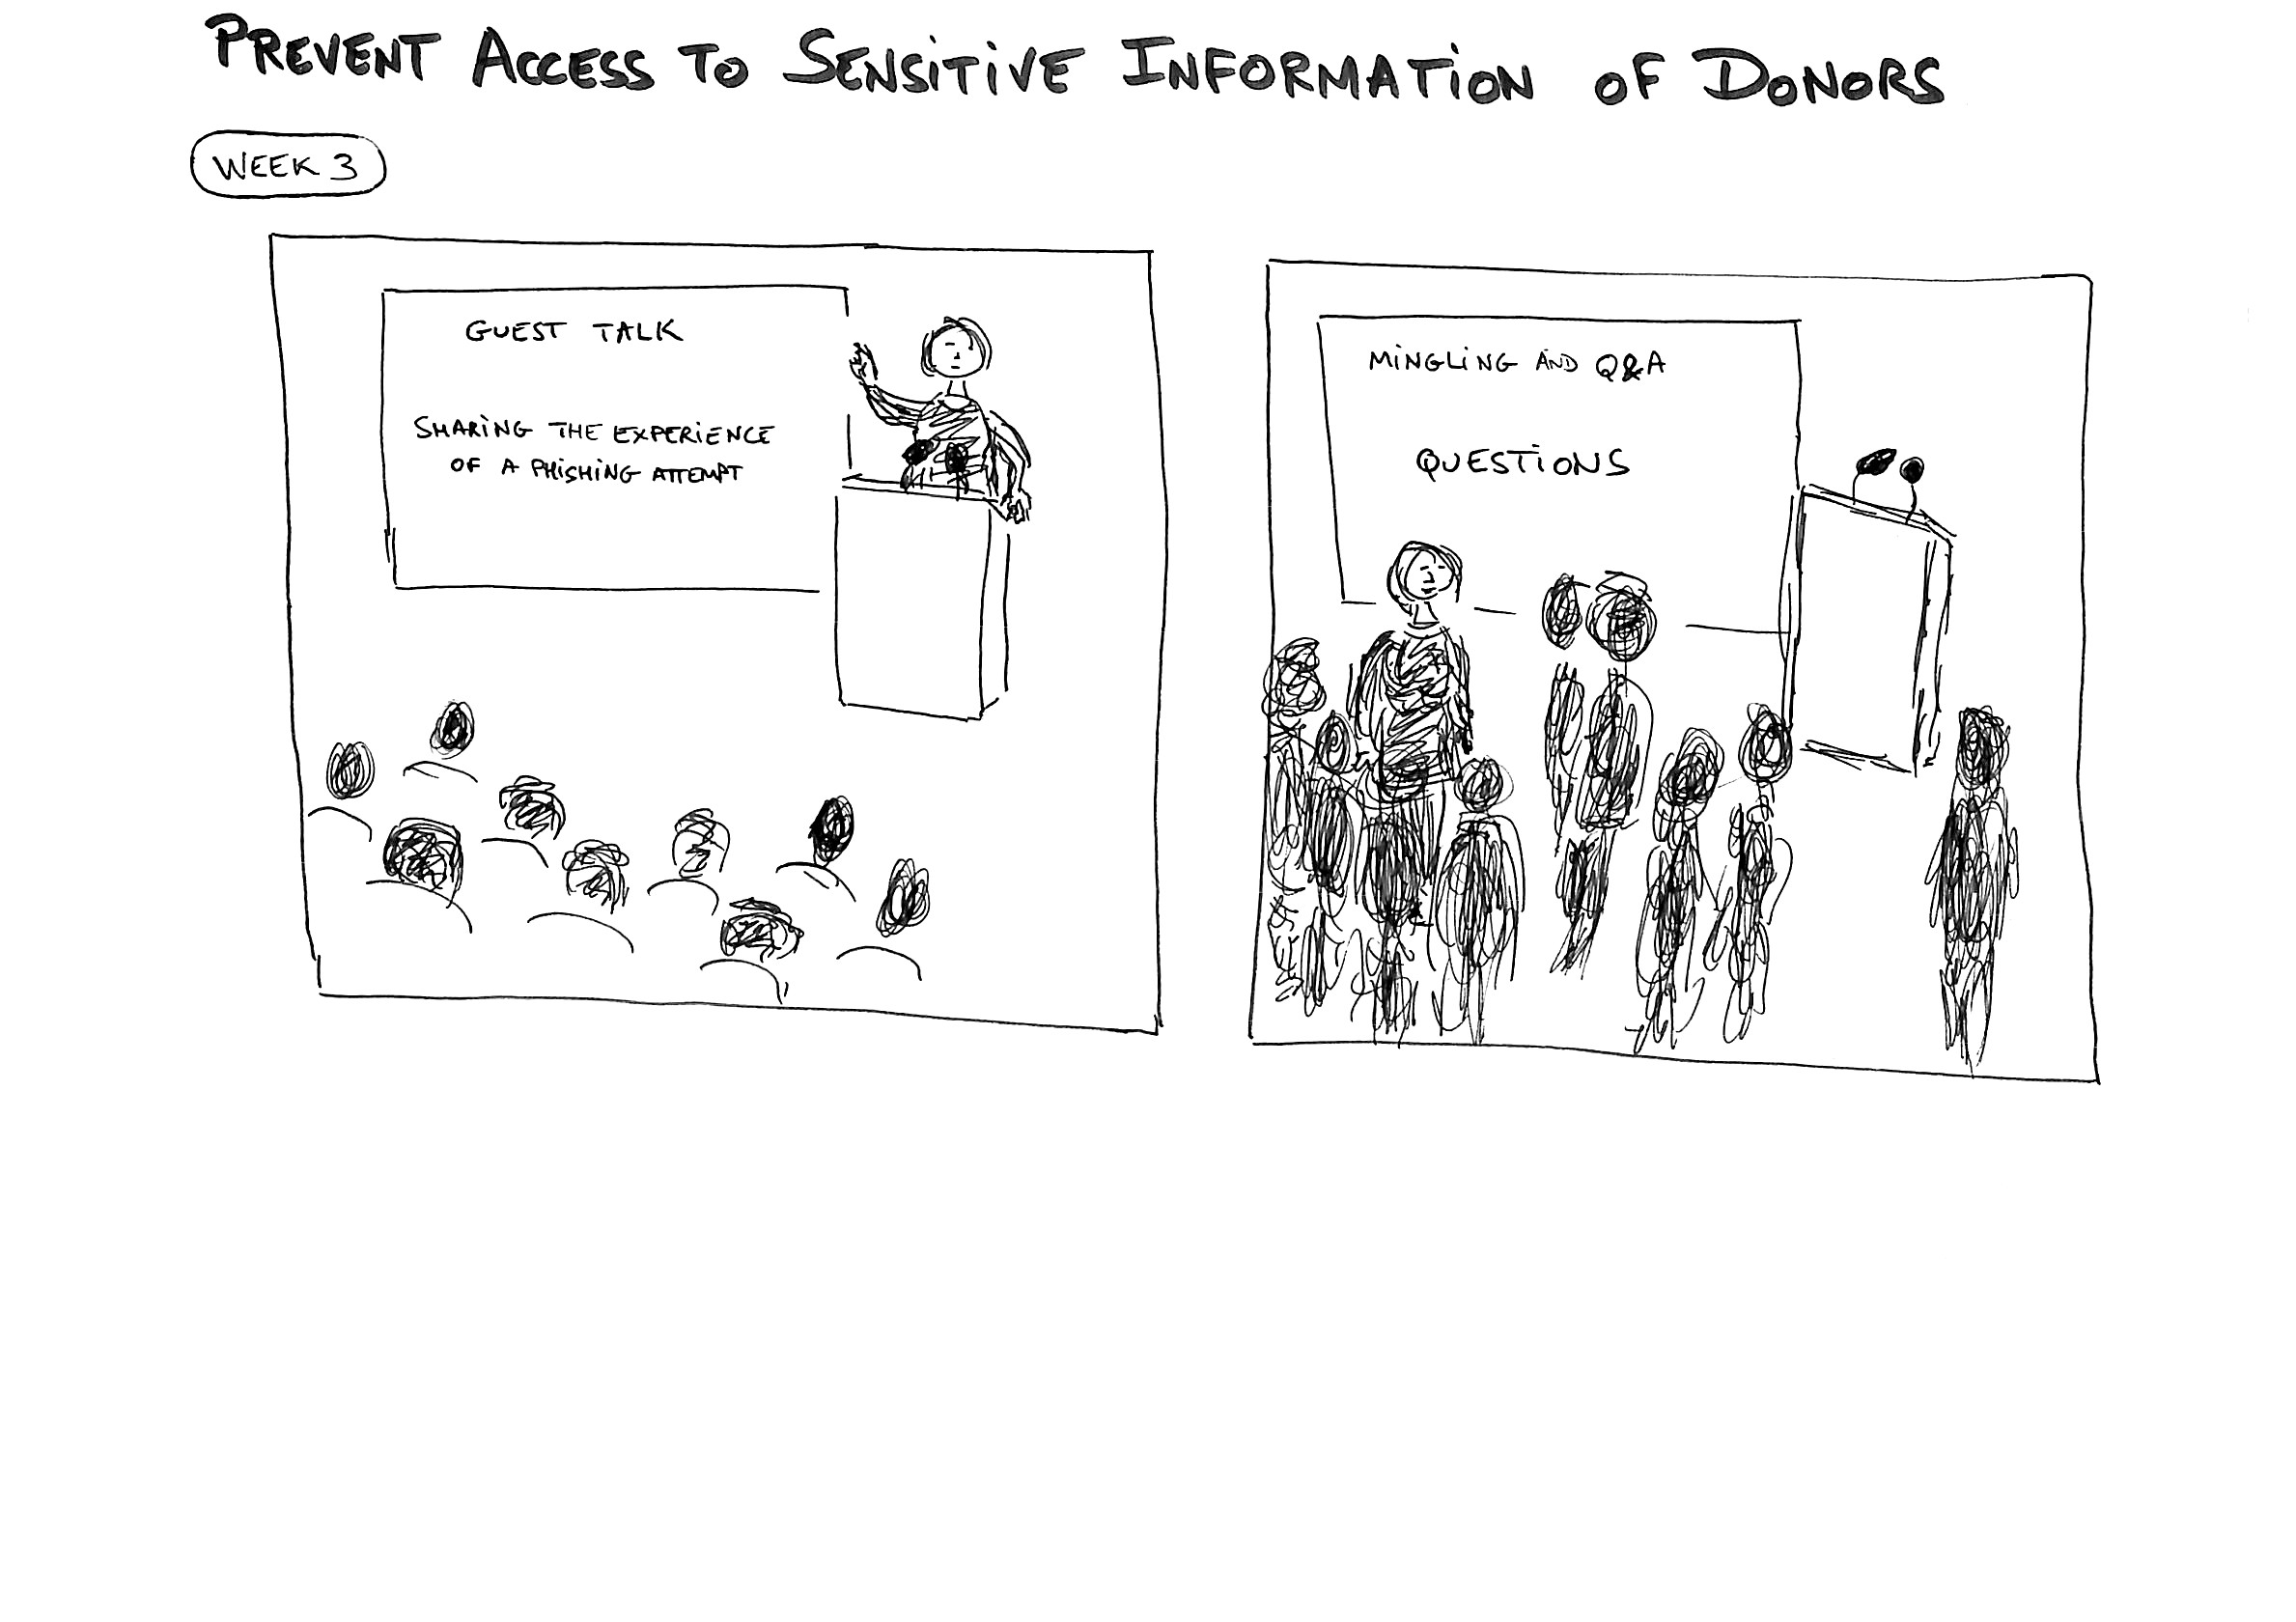 PREVENT ACCESS TO SENSITIVE INFORMATION OF DONORS
WEEK 3
GUEST TALK
SHARING THE EXPERIENCE
OF A PHISHING ATTEMPT
MINGLING AND Q&A
QUESTIONS